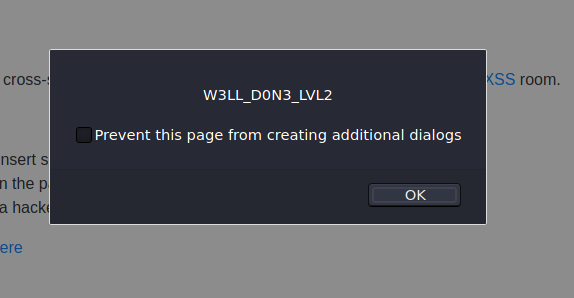 cross-s
W3LL_D0N3_LVL2
XSS room.
Prevent this page from creating additional dialogs
nsert s
n the pa
a hacke
OK
ere